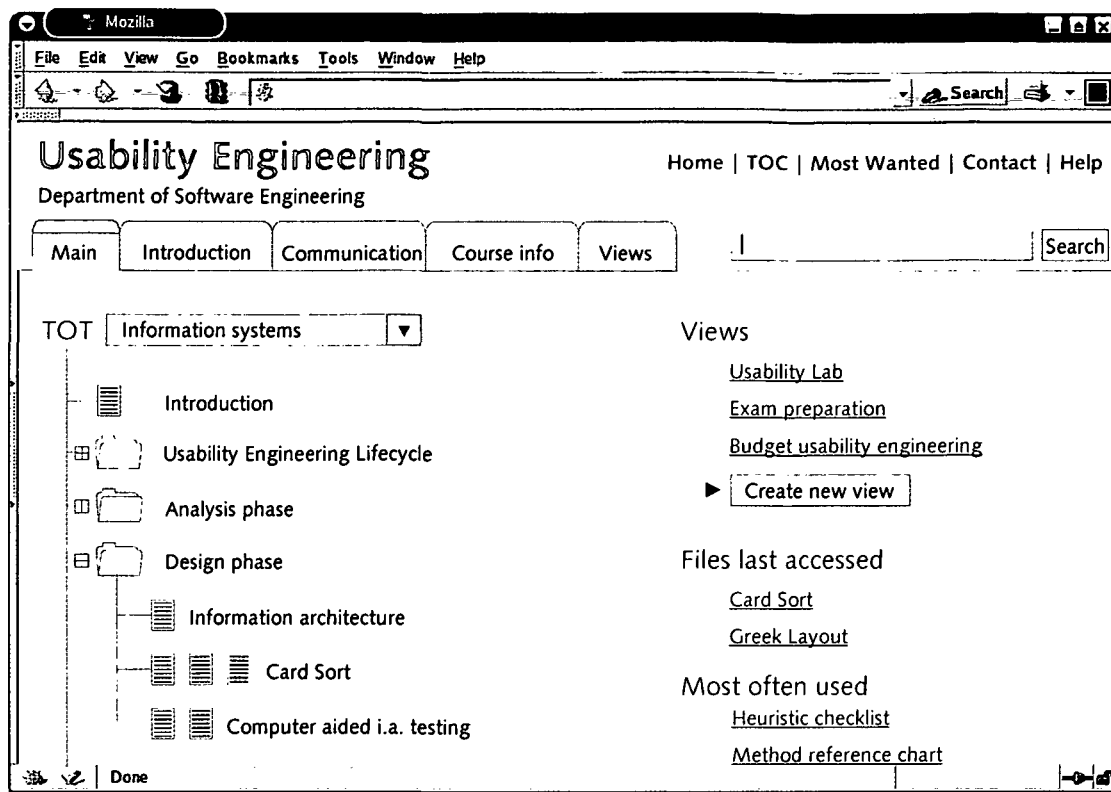 Mozilla
File Edit View Go Bookmarks Tools Window Help
Search
Usability Engineering
Home | TOC | Most Wanted | Contact | Help
Department of Software Engineering
Main Introduction Communication Course info Views Search
TOT Information systems
Introduction
Usability Engineering Lifecycle
Analysis phase
Design phase
Information architecture
Card Sort
Computer aided i.a. testing
Views
Usability Lab
Exam preparation
Budget usability engineering
Create new view
Files last accessed
Card Sort
Greek Layout
Most often used
Heuristic checklist
Method reference chart
Done